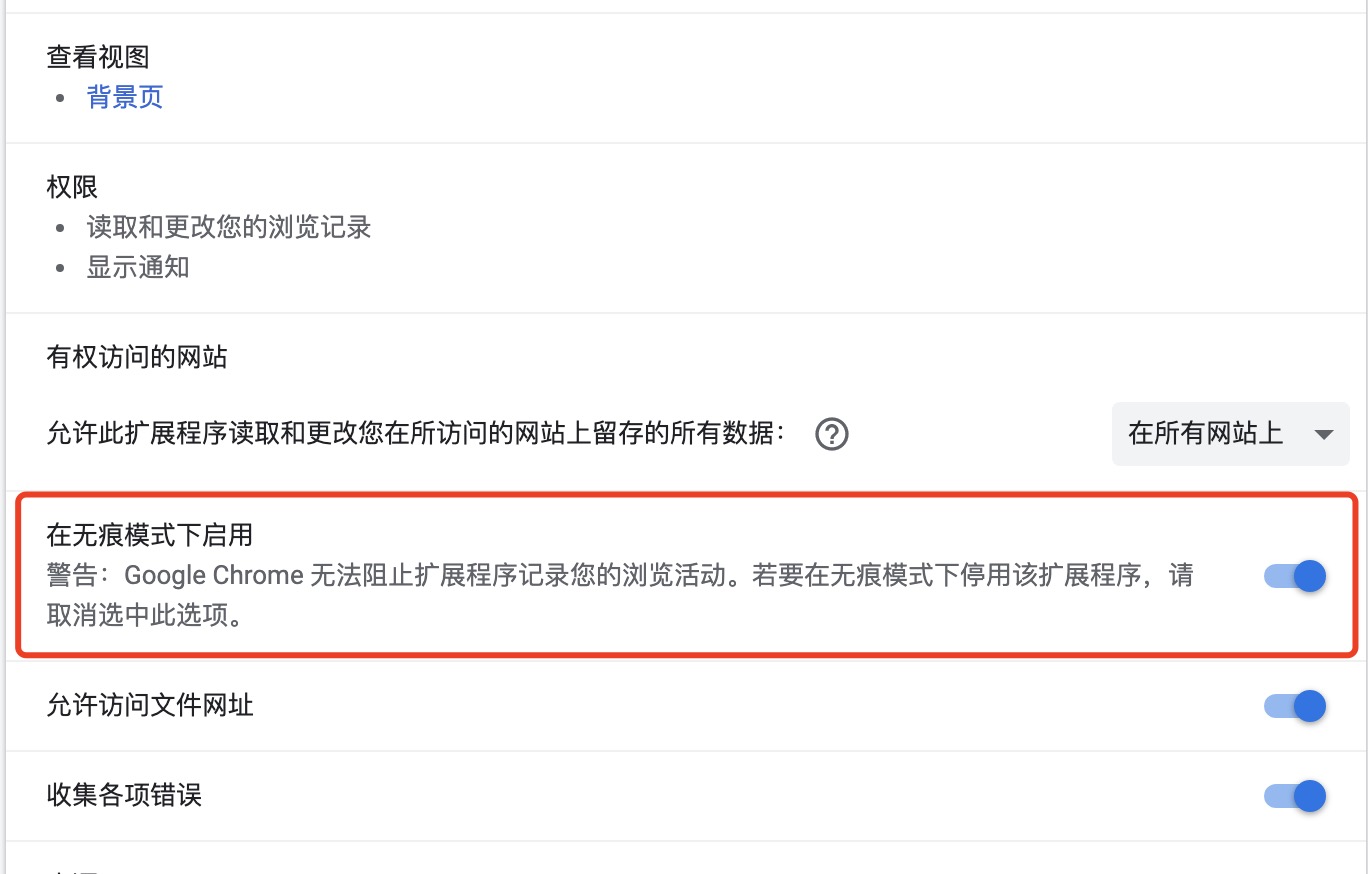 查看视图
背景页
权限
读取和更改您的浏览记录
显示通知
有权访问的网站
允许此扩展程序读取和更改您在所访问的网站上留存的所有数据：
在所有网站上
在无痕模式下启用
警告：Google Chrome 无法阻止扩展程序记录您的浏览活动。若要在无痕模式下停用该扩展程序，请
取消选中此选项。
允许访问文件网址
收集各项错误